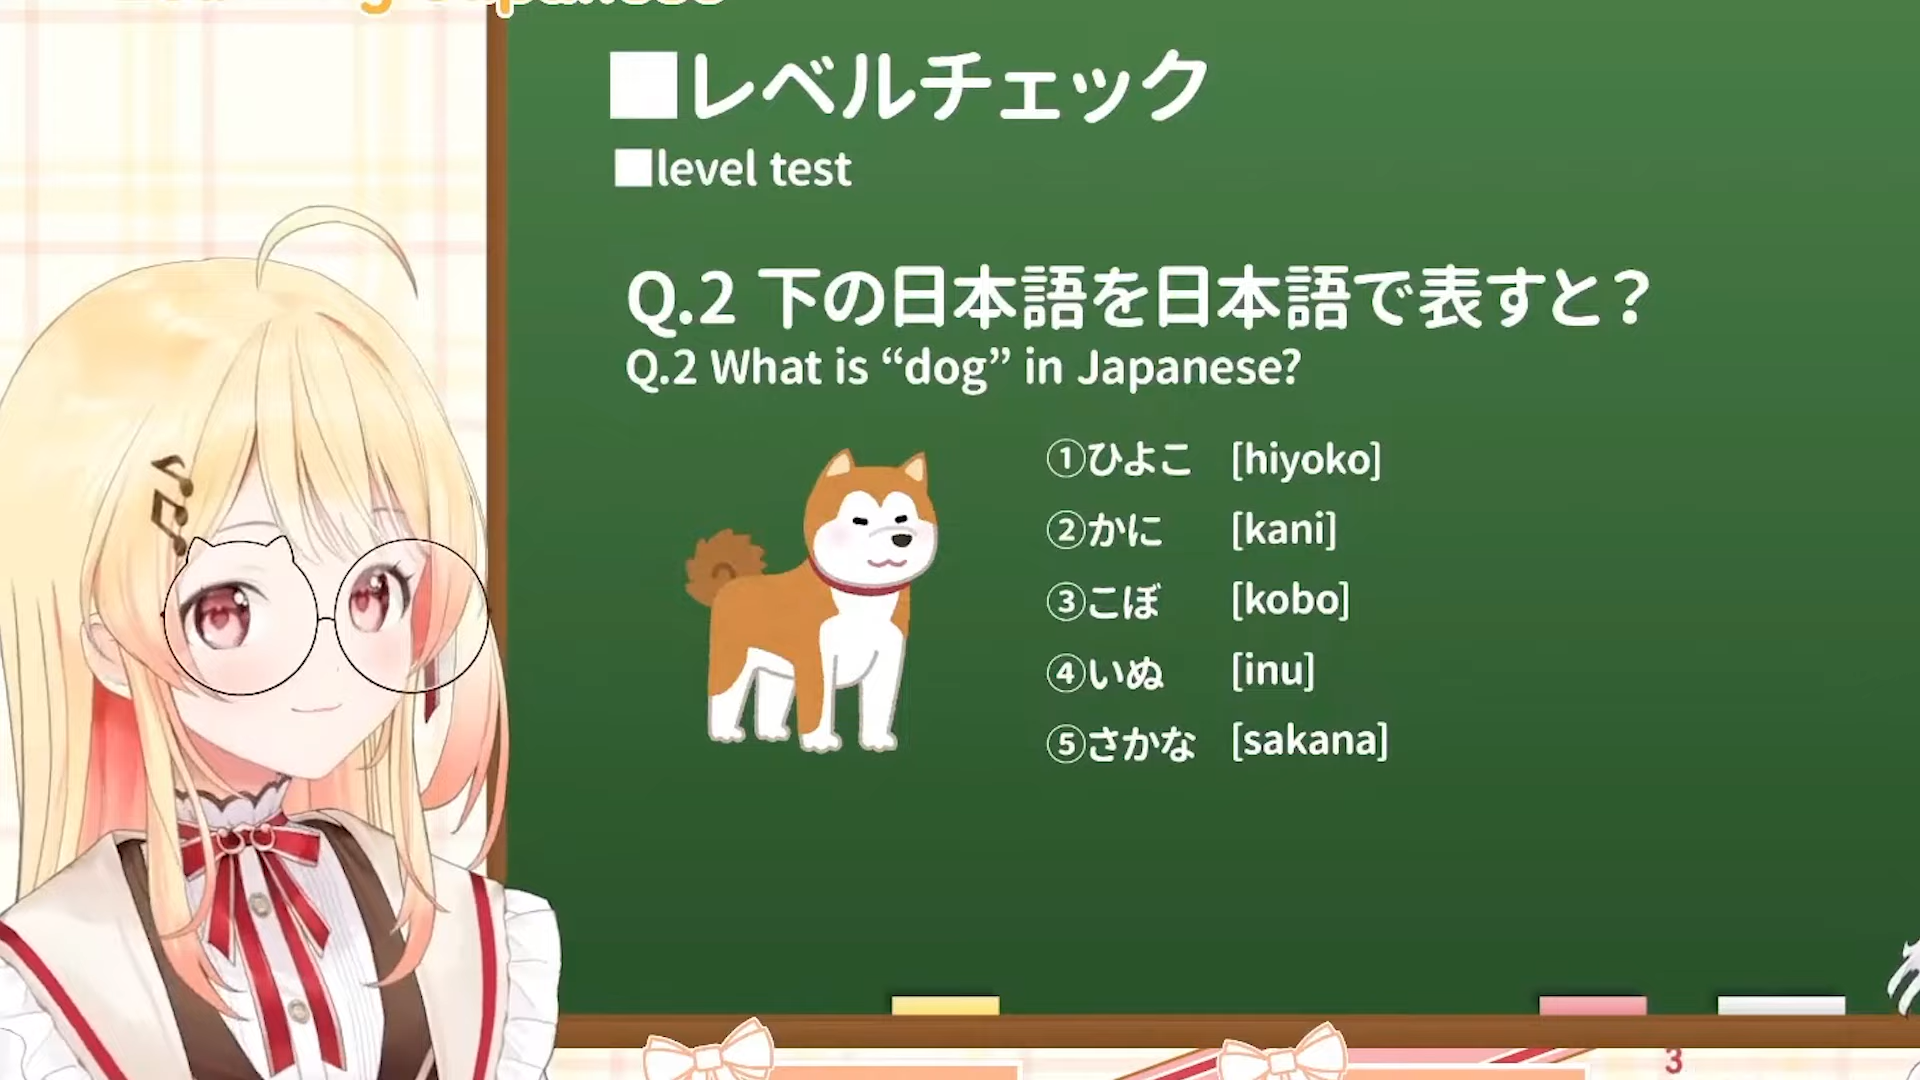 ■レベルチェック
■level test
Q.2 下の日本語を日本語で表すと？
Q.2 What is “dog” in Japanese?
①ひよこ [hiyoko]
②かに [kani]
③こぼ [kobo]
④いぬ [inu]
⑤さかな [sakana]
3